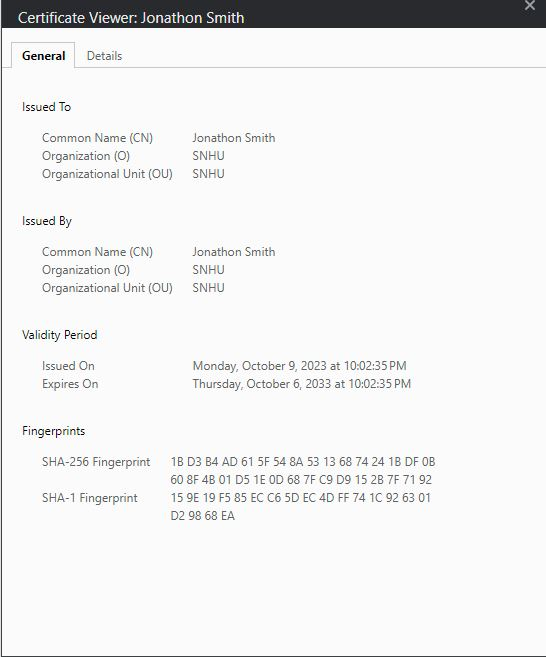 Certificate Viewer: Jonathon Smith
General Details
Issued To
Common Name (CN) Jonathon Smith
Organization (O) SNHU
Organizational Unit (OU) SNHU
Issued By
Common Name (CN) Jonathon Smith
Organization (O) SNHU
Organizational Unit (OU) SNHU
Validity Period
Issued On Monday, October 9, 2023 at 10:02:35 PM
Expires On Thursday, October 6, 2033 at 10:02:35 PM
Fingerprints
SHA-256 Fingerprint 1B D3 B4 AD 61 5F 54 8A 53 13 68 74 24 1B DF 0B
60 8F 4B 01 D5 1E 0D 68 7F C9 D9 15 2B 7F 71 92
SHA-1 Fingerprint 15 9E 19 F5 85 EC C6 5D EC 4D FF 74 1C 92 63 01
D2 98 68 EA